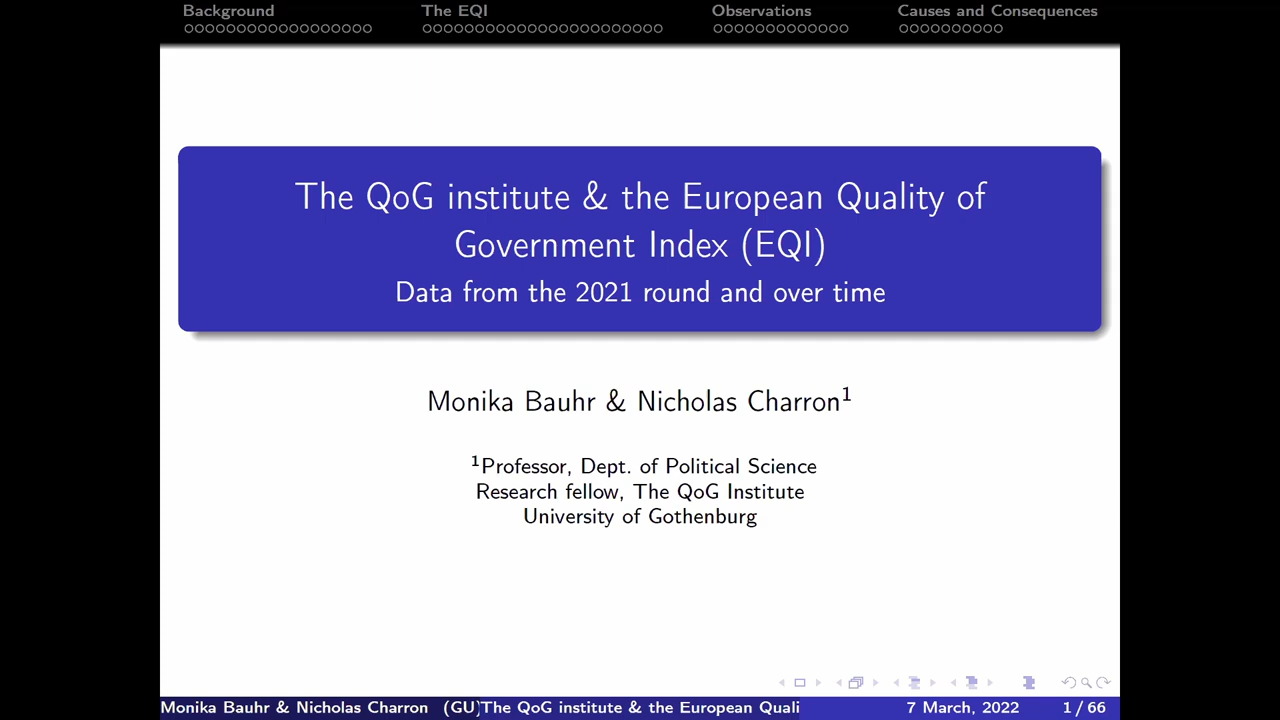 Background The EQI Observations Causes and Consequences
The QoG institute & the European Quality of
Government Index (EQI)
Data from the 2021 round and over time
Monika Bauhr & Nicholas Charron¹
¹Professor, Dept. of Political Science
Research fellow, The QoG Institute
University of Gothenburg
Monika Bauhr & Nicholas Charron (GU) The QoG institute & the European Quali 7 March, 2022 1 / 66